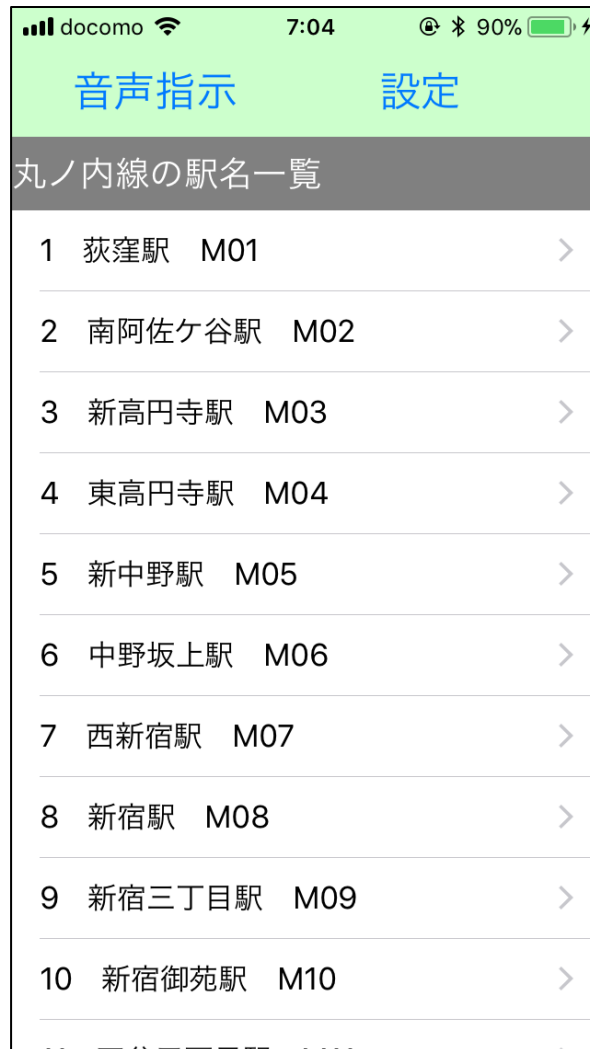 docomo 7:04 90%
音声指示 設定
丸ノ内線の駅名一覧
1 荻窪駅 M01
2 南阿佐ケ谷駅 M02
3 新高円寺駅 M03
4 東高円寺駅 M04
5 新中野駅 M05
6 中野坂上駅 M06
7 西新宿駅 M07
8 新宿駅 M08
9 新宿三丁目駅 M09
10 新宿御苑駅 M10